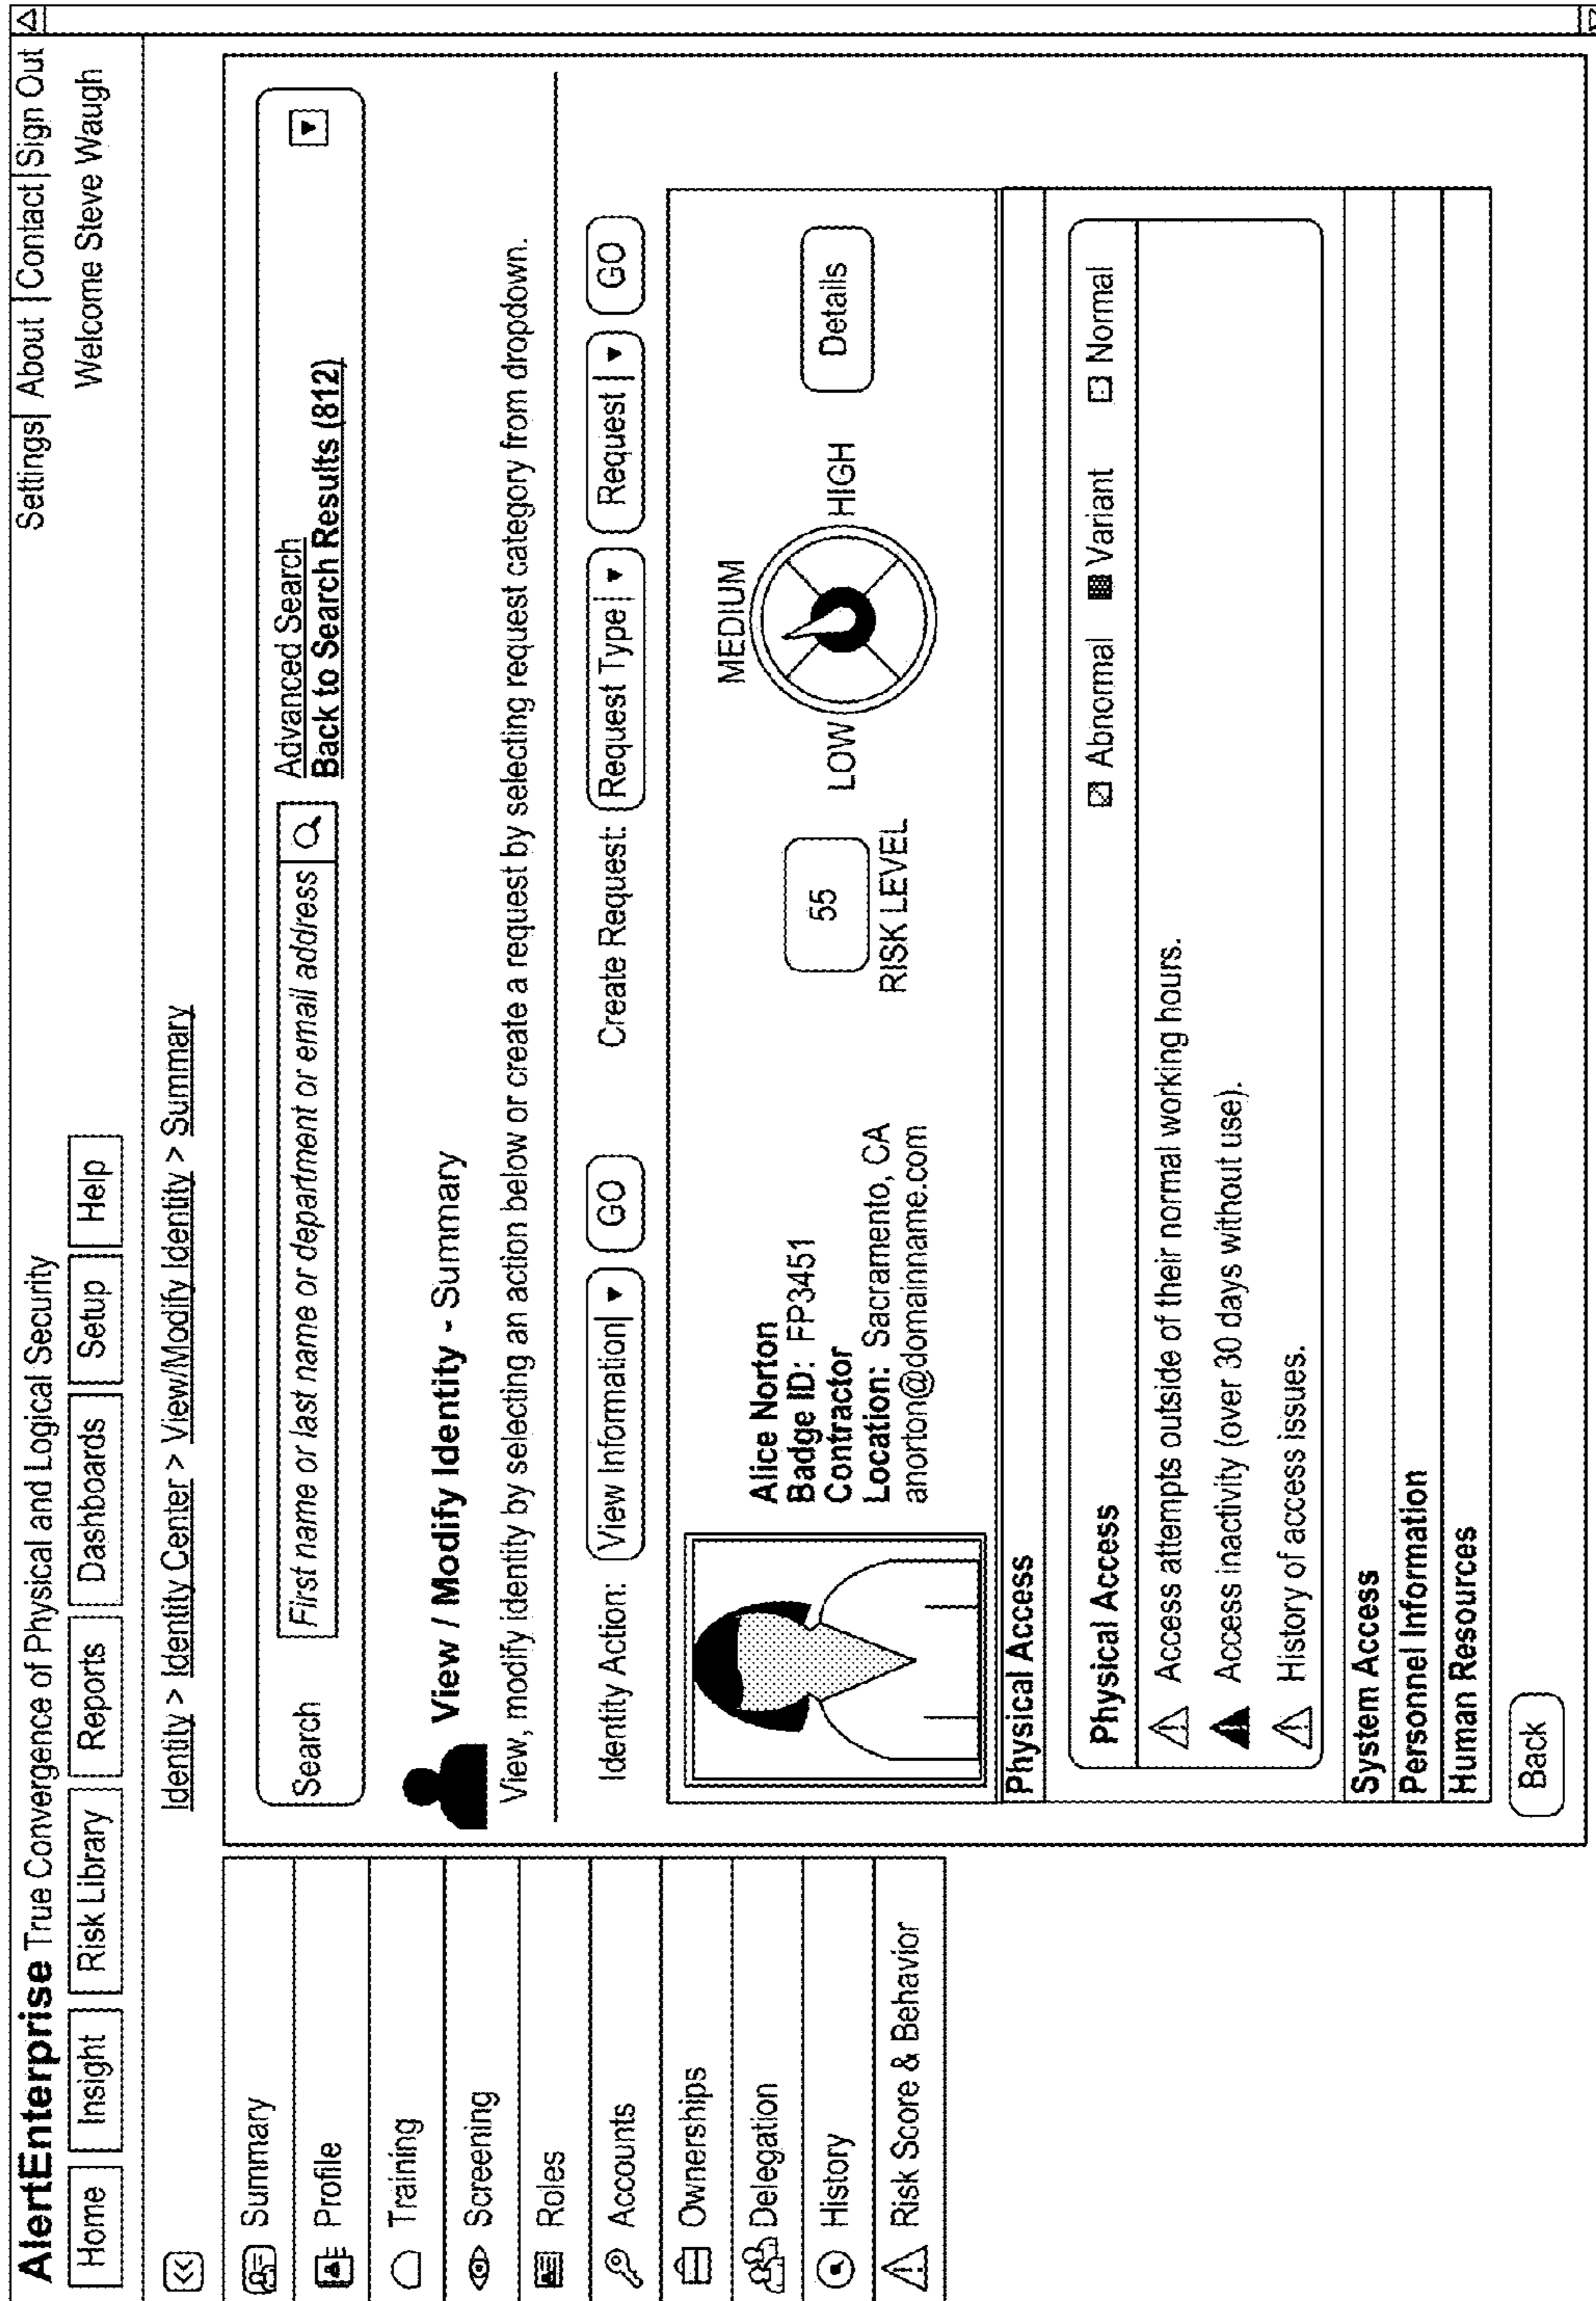 AlertEnterprise True Convergence of Physical and Logical Security
Settings| About |Contact|Sign Out
Home Insight Risk Library Reports Dashboards Setup Help
Welcome Steve Waugh
Identity > Identity Center > View/Modify Identity > Summary
Summary
Profile
Training
Screening
Roles
Accounts
Ownerships
Delegation
History
Risk Score & Behavior
Search First name or last name or department or email address
Advanced Search
Back to Search Results (812)
View / Modify Identity - Summary
View, modify identity by selecting an action below or create a request by selecting request category from dropdown.
Identity Action: View Information GO Create Request: Request Type Request GO
Alice Norton
Badge ID: FP3451
Contractor
Location: Sacramento, CA
anorton@domainname.com
55
RISK LEVEL
MEDIUM
LOW HIGH
Details
Physical Access
Physical Access Abnormal Variant Normal
Access attempts outside of their normal working hours.
Access inactivity (over 30 days without use).
History of access issues.
System Access
Personnel Information
Human Resources
Back